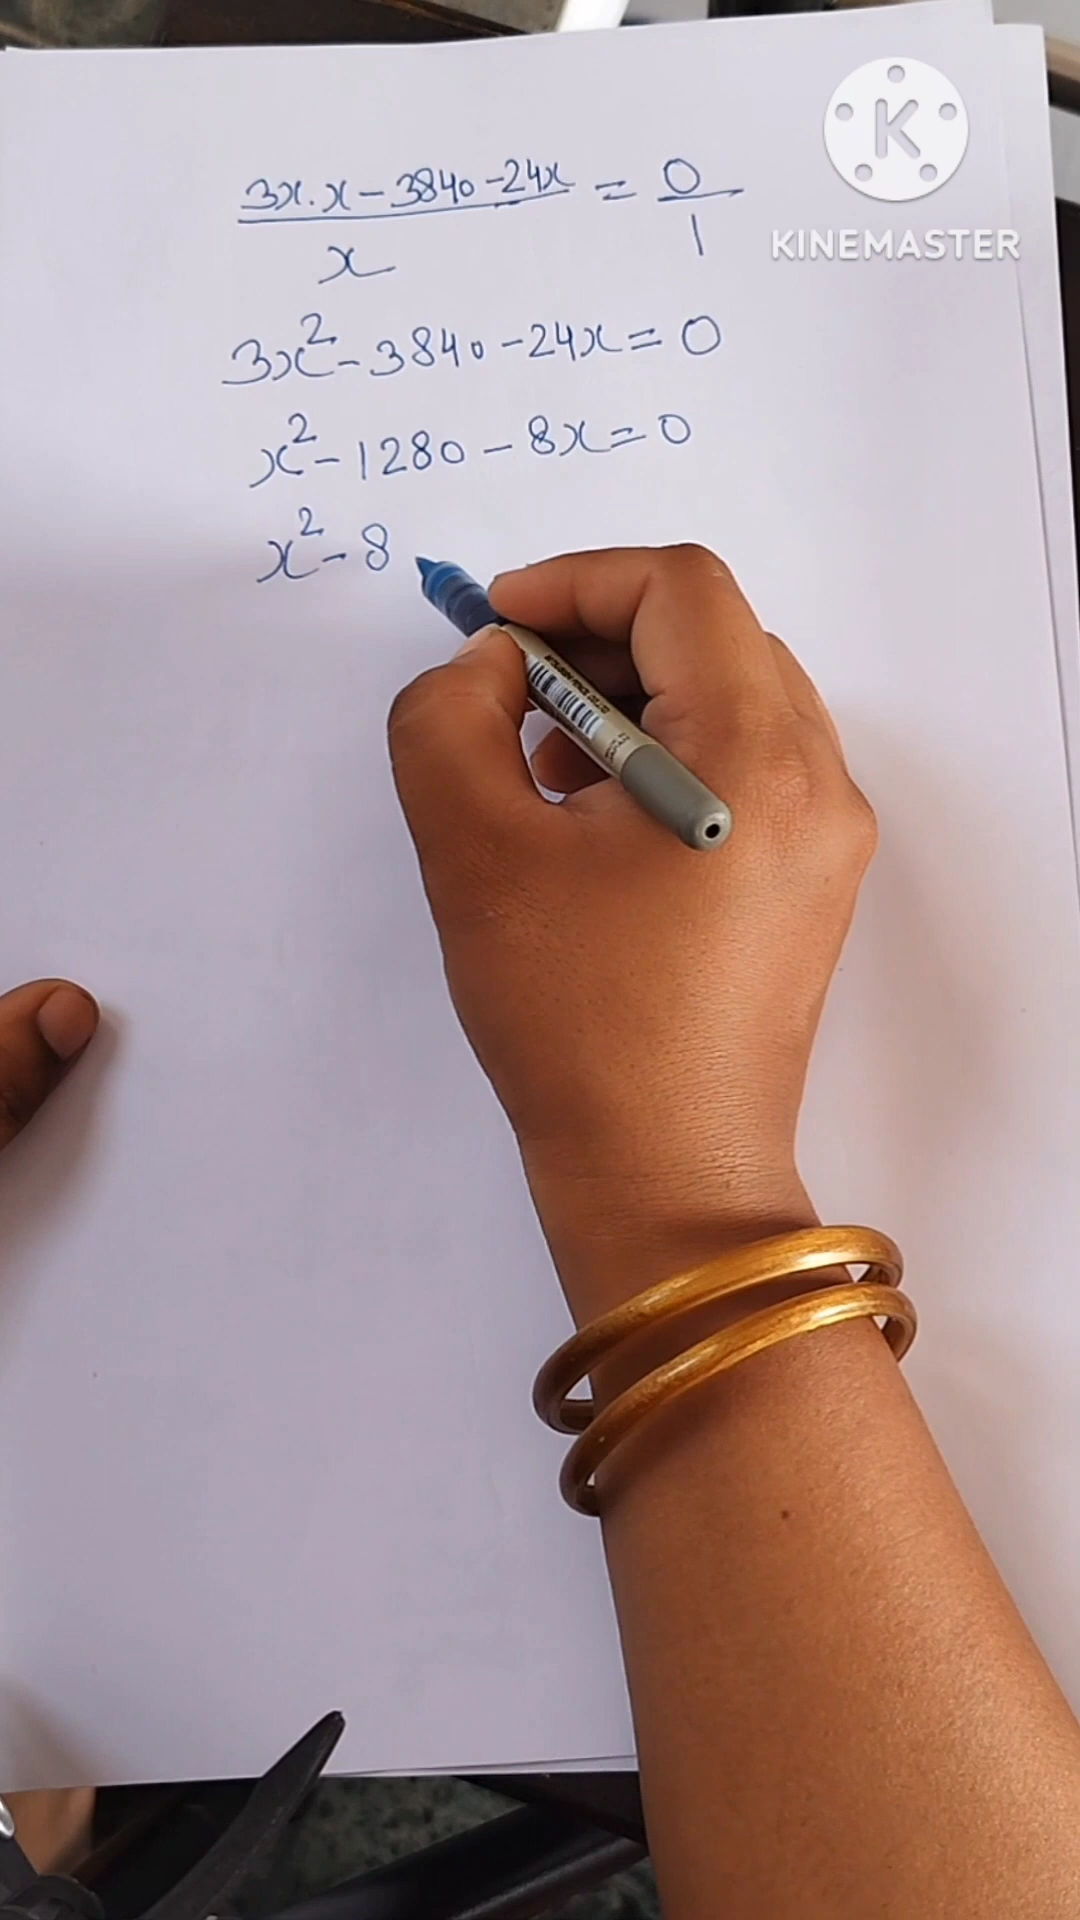 K
KINEMASTER
3x.x - 3840 - 24x = 0
x 1
3x² - 3840 - 24x = 0
x² - 1280 - 8x = 0
x² - 8